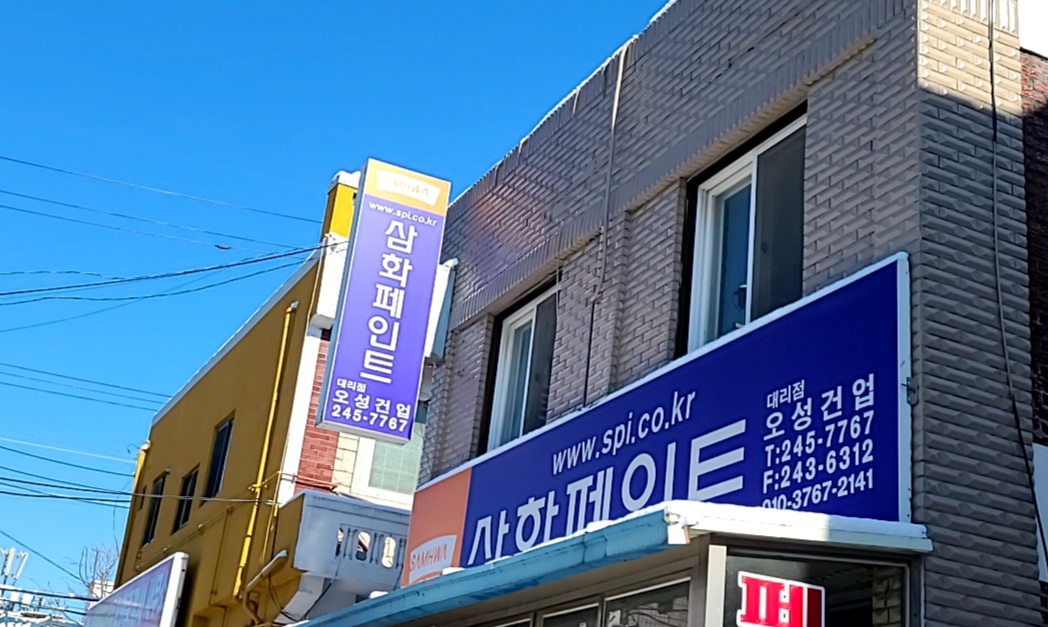 SAMHWA
www.spi.co.kr
삼화페인트
대리점
오성건업
245-7767
www.spi.co.kr
삼화페인트
대리점
오성건업
T:245-7767
F:243-6312
010-3767-2141
SAMHWA
페